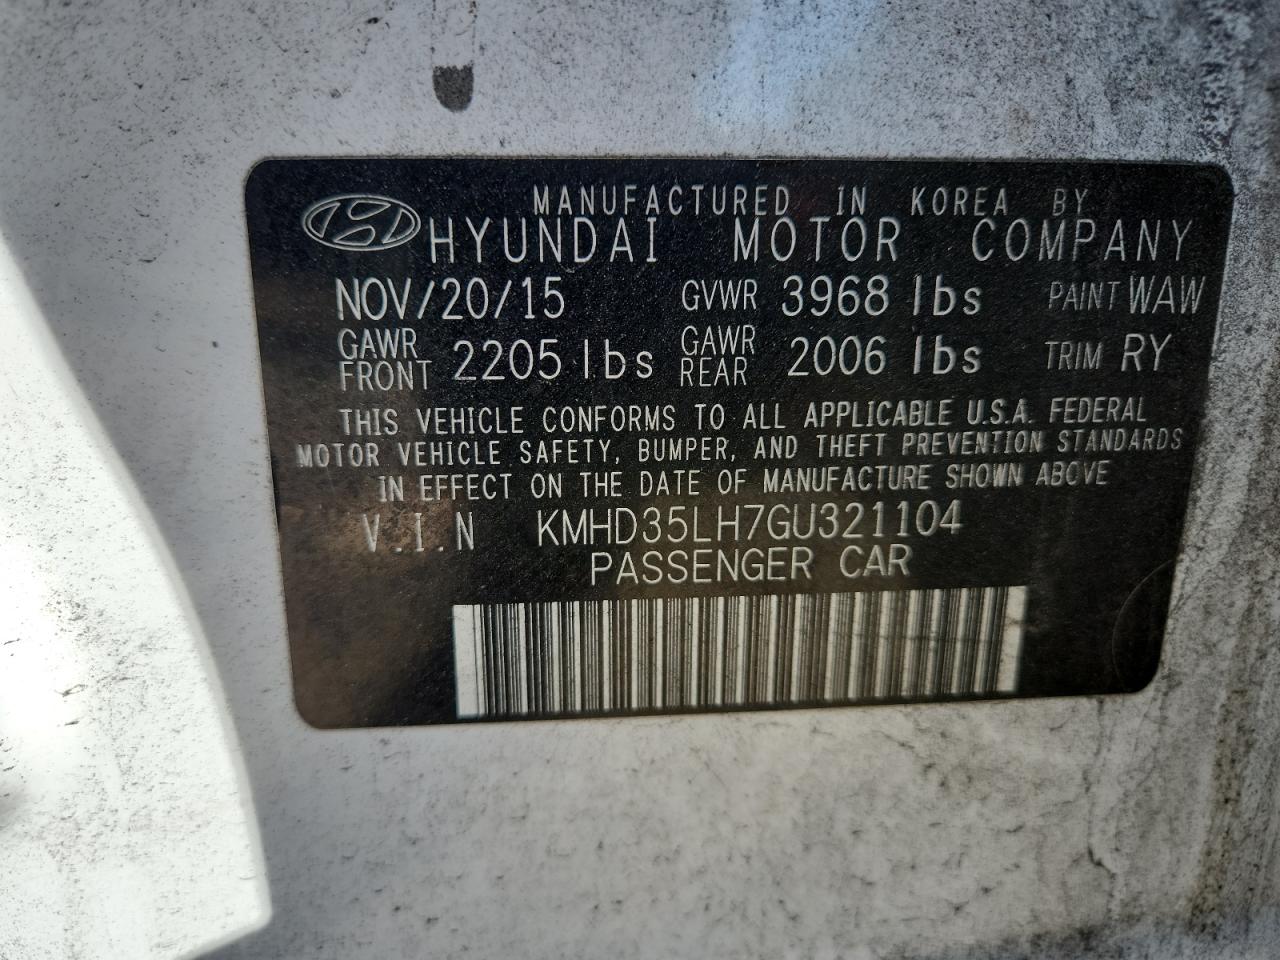 MANUFACTURED IN KOREA BY
HYUNDAI MOTOR COMPANY
NOV/20/15 GVWR 3968 lbs PAINT WAW
GAWR FRONT 2205 lbs GAWR REAR 2006 lbs TRIM RY
THIS VEHICLE CONFORMS TO ALL APPLICABLE U.S.A. FEDERAL
MOTOR VEHICLE SAFETY, BUMPER, AND THEFT PREVENTION STANDARDS
IN EFFECT ON THE DATE OF MANUFACTURE SHOWN ABOVE
V.I.N KMHD35LH7GU321104
PASSENGER CAR